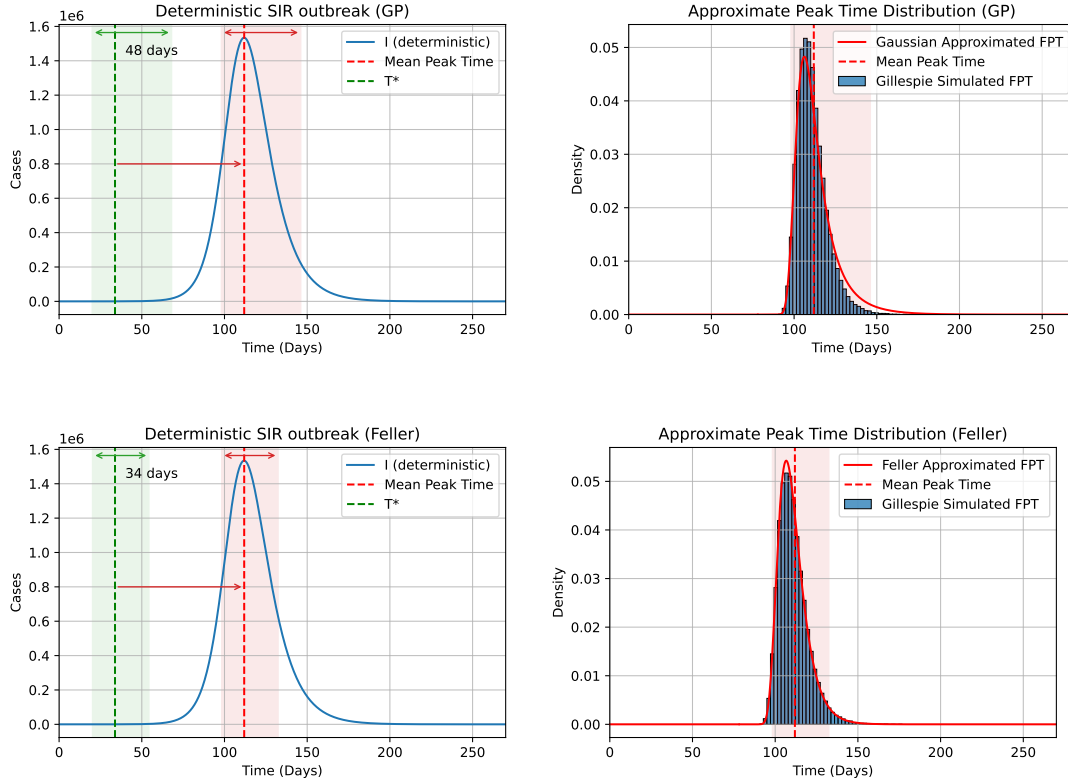 Deterministic SIR outbreak (GP)
1e6
48 days
I (deterministic)
Mean Peak Time
T*
Cases
1.6
1.4
1.2
1.0
0.8
0.6
0.4
0.2
0.0
0 50 100 150 200 250
Time (Days)
Approximate Peak Time Distribution (GP)
Gaussian Approximated FPT
Mean Peak Time
Gillespie Simulated FPT
Density
0.05
0.04
0.03
0.02
0.01
0.00
0 50 100 150 200 250
Time (Days)
Deterministic SIR outbreak (Feller)
1e6
34 days
I (deterministic)
Mean Peak Time
T*
Cases
1.6
1.4
1.2
1.0
0.8
0.6
0.4
0.2
0.0
0 50 100 150 200 250
Time (Days)
Approximate Peak Time Distribution (Feller)
Feller Approximated FPT
Mean Peak Time
Gillespie Simulated FPT
Density
0.05
0.04
0.03
0.02
0.01
0.00
0 50 100 150 200 250
Time (Days)